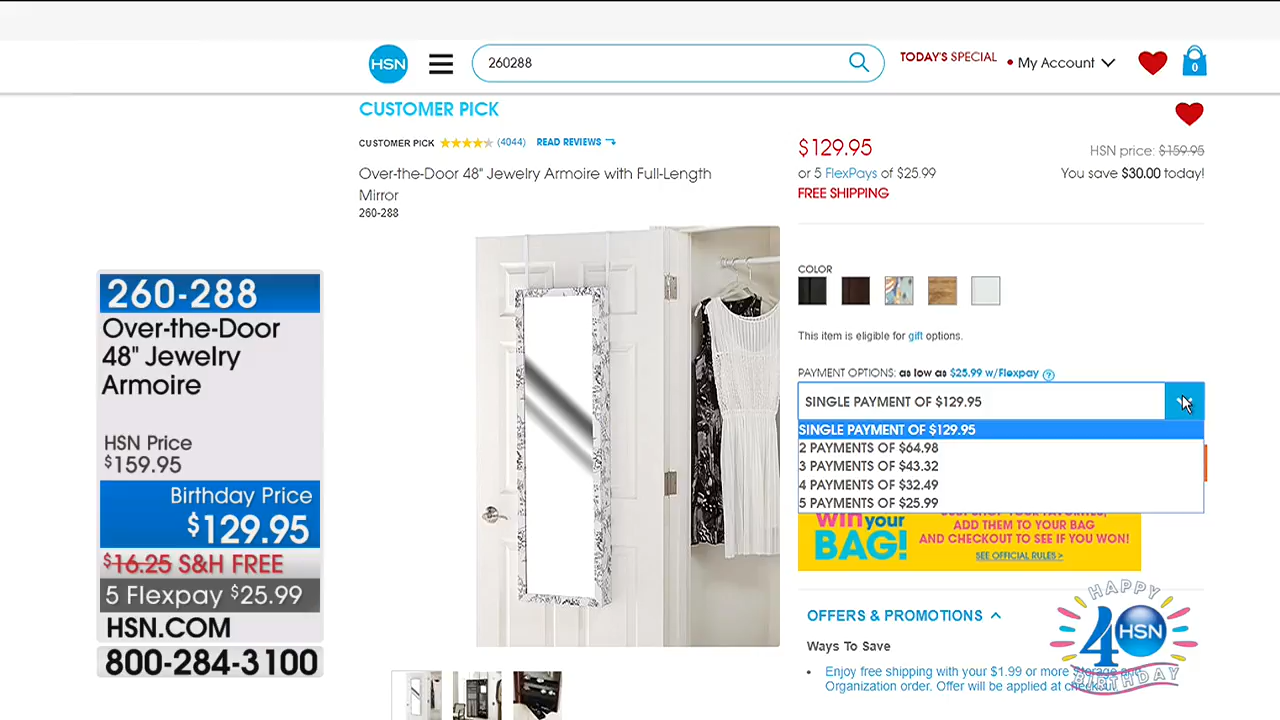 HSN
260288
TODAY'S SPECIAL
• My Account
0
CUSTOMER PICK
CUSTOMER PICK (4044) READ REVIEWS
Over-the-Door 48" Jewelry Armoire with Full-Length
Mirror
260-288
$129.95
HSN price: $159.95
or 5 FlexPays of $25.99
You save $30.00 today!
FREE SHIPPING
COLOR
This item is eligible for gift options.
PAYMENT OPTIONS: as low as $25.99 w/Flexpay ?
SINGLE PAYMENT OF $129.95
SINGLE PAYMENT OF $129.95
2 PAYMENTS OF $64.98
3 PAYMENTS OF $43.32
4 PAYMENTS OF $32.49
5 PAYMENTS OF $25.99
WIN your
BAG!
ADD THEM TO YOUR BAG
AND CHECKOUT TO SEE IF YOU WON!
SEE OFFICIAL RULES >
OFFERS & PROMOTIONS
Ways To Save
• Enjoy free shipping with your $1.99 or more Storage and
Organization order. Offer will be applied at checkout.
260-288
Over-the-Door
48" Jewelry
Armoire
HSN Price
$159.95
Birthday Price
$129.95
$16.25 S&H FREE
5 Flexpay $25.99
HSN.COM
800-284-3100
HAPPY
40 HSN
BIRTHDAY